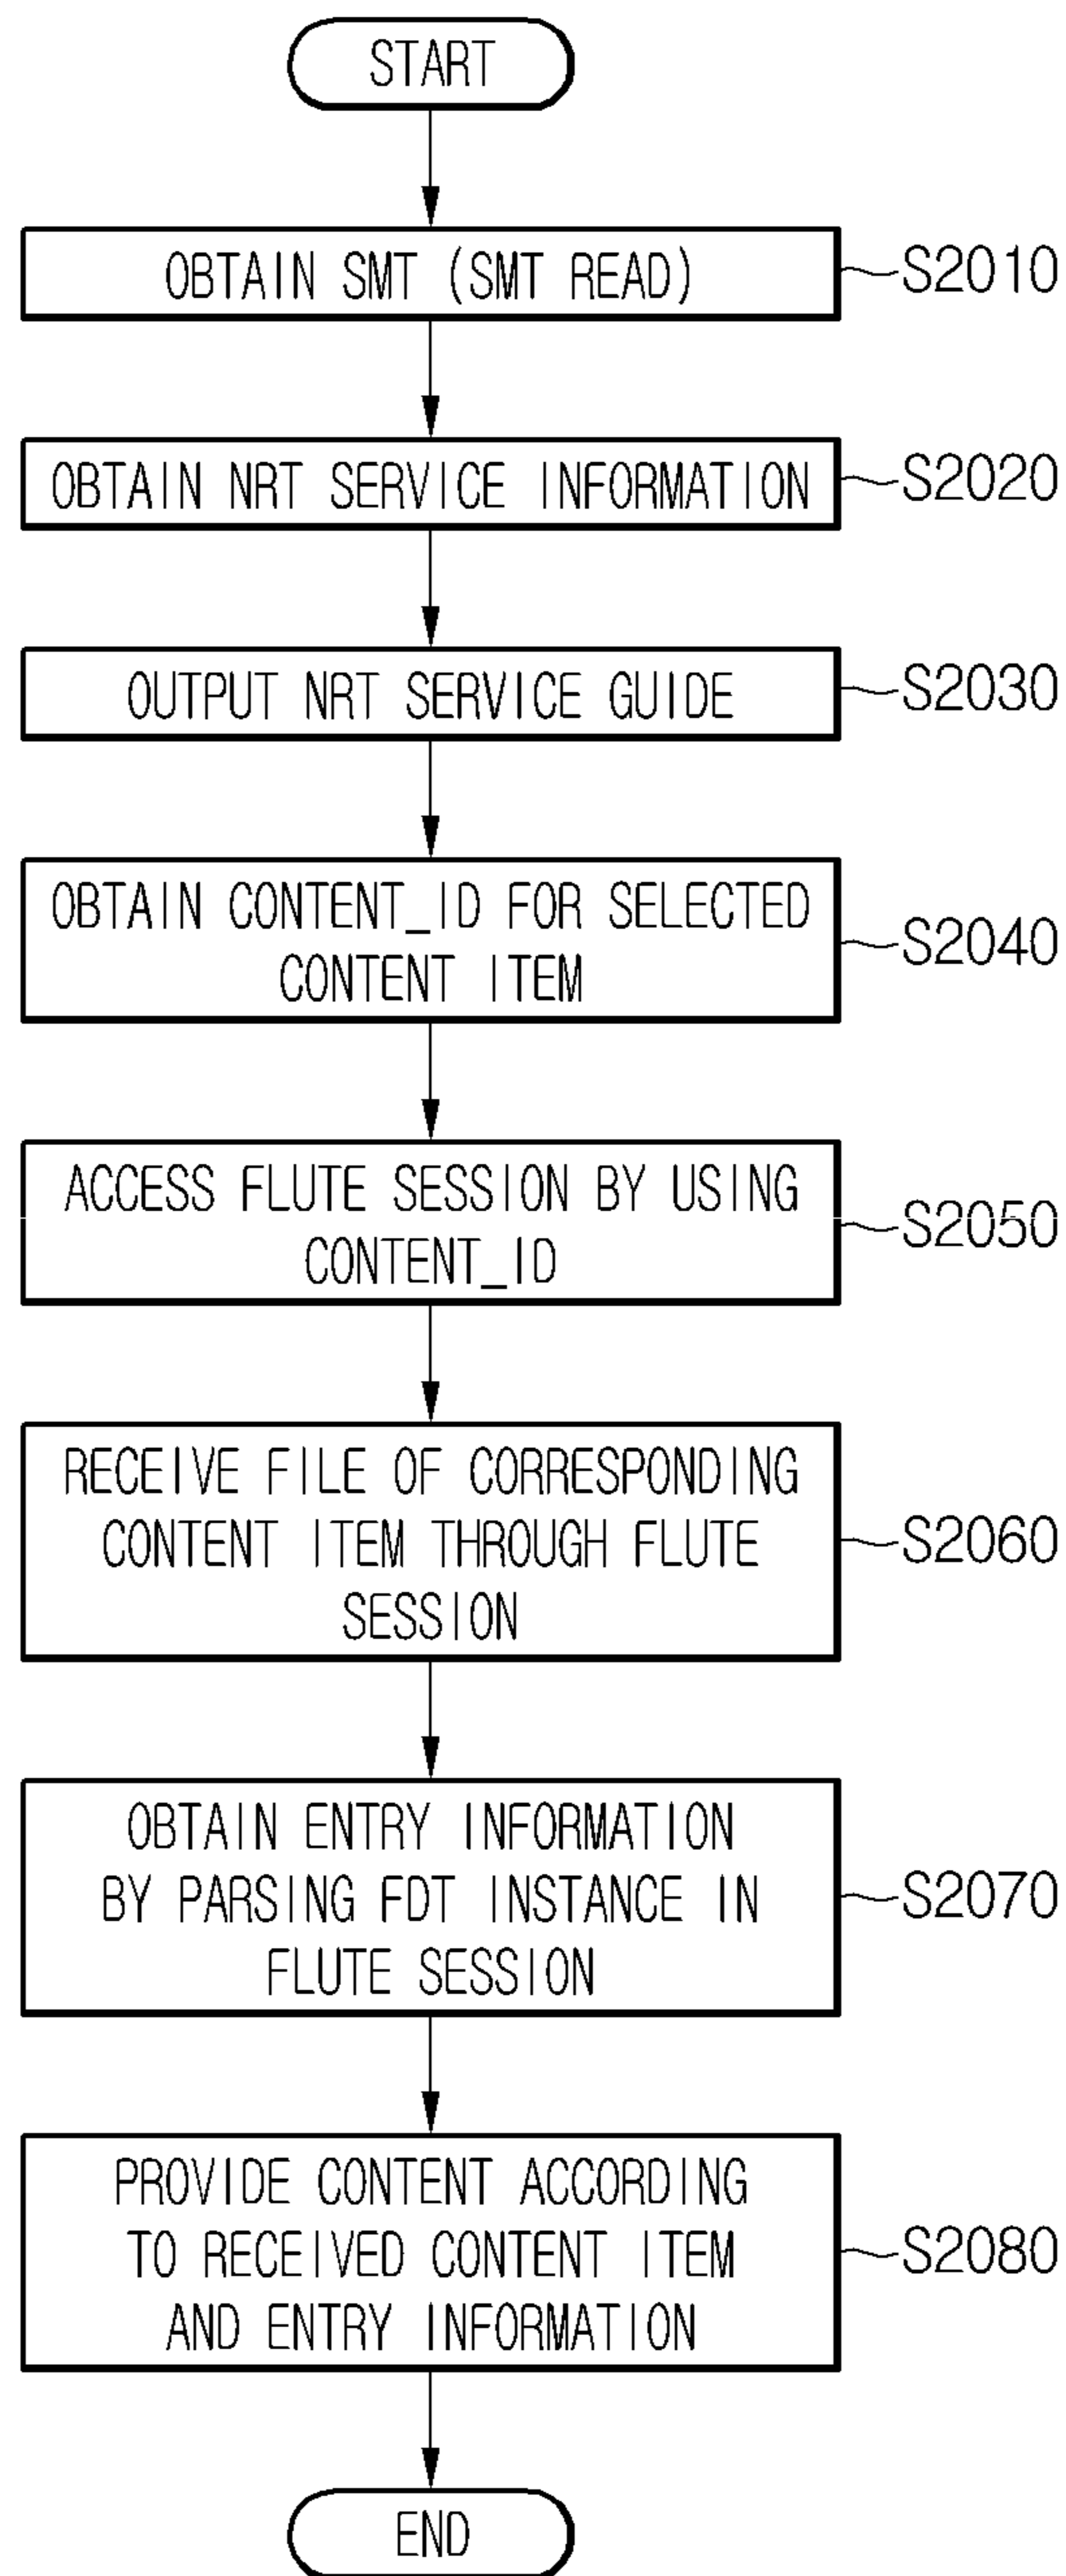 START
OBTAIN SMT (SMT READ)
S2010
OBTAIN NRT SERVICE INFORMATION
S2020
OUTPUT NRT SERVICE GUIDE
S2030
OBTAIN CONTENT_ID FOR SELECTED
CONTENT ITEM
S2040
ACCESS FLUTE SESSION BY USING
CONTENT_ID
S2050
RECEIVE FILE OF CORRESPONDING
CONTENT ITEM THROUGH FLUTE
SESSION
S2060
OBTAIN ENTRY INFORMATION
BY PARSING FDT INSTANCE IN
FLUTE SESSION
S2070
PROVIDE CONTENT ACCORDING
TO RECEIVED CONTENT ITEM
AND ENTRY INFORMATION
S2080
END